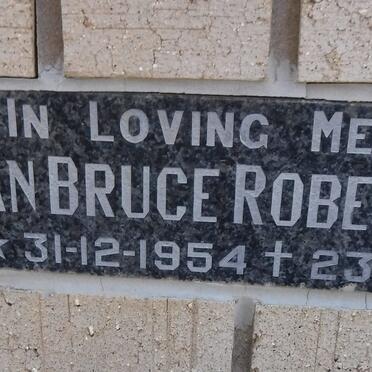 IN LOVING ME
AN BRUCE ROBE
★ 31-12-1954 † 23